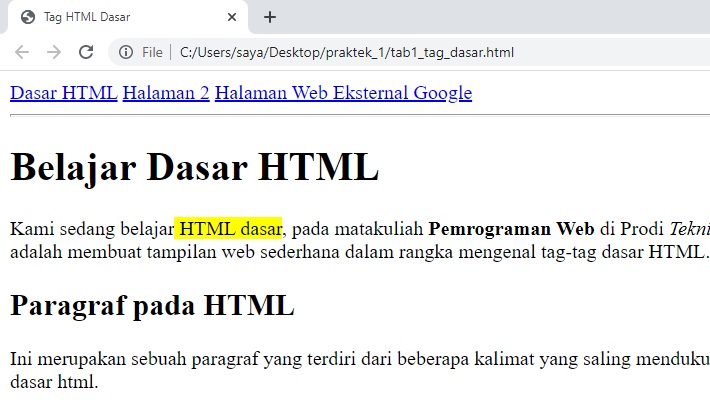 Tag HTML Dasar
File | C:/Users/saya/Desktop/praktek_1/tab1_tag_dasar.html
Dasar HTML Halaman 2 Halaman Web Eksternal Google
Belajar Dasar HTML
Kami sedang belajar HTML dasar, pada matakuliah Pemrograman Web di Prodi Tekni
adalah membuat tampilan web sederhana dalam rangka mengenal tag-tag dasar HTML.
Paragraf pada HTML
Ini merupakan sebuah paragraf yang terdiri dari beberapa kalimat yang saling menduku
dasar html.